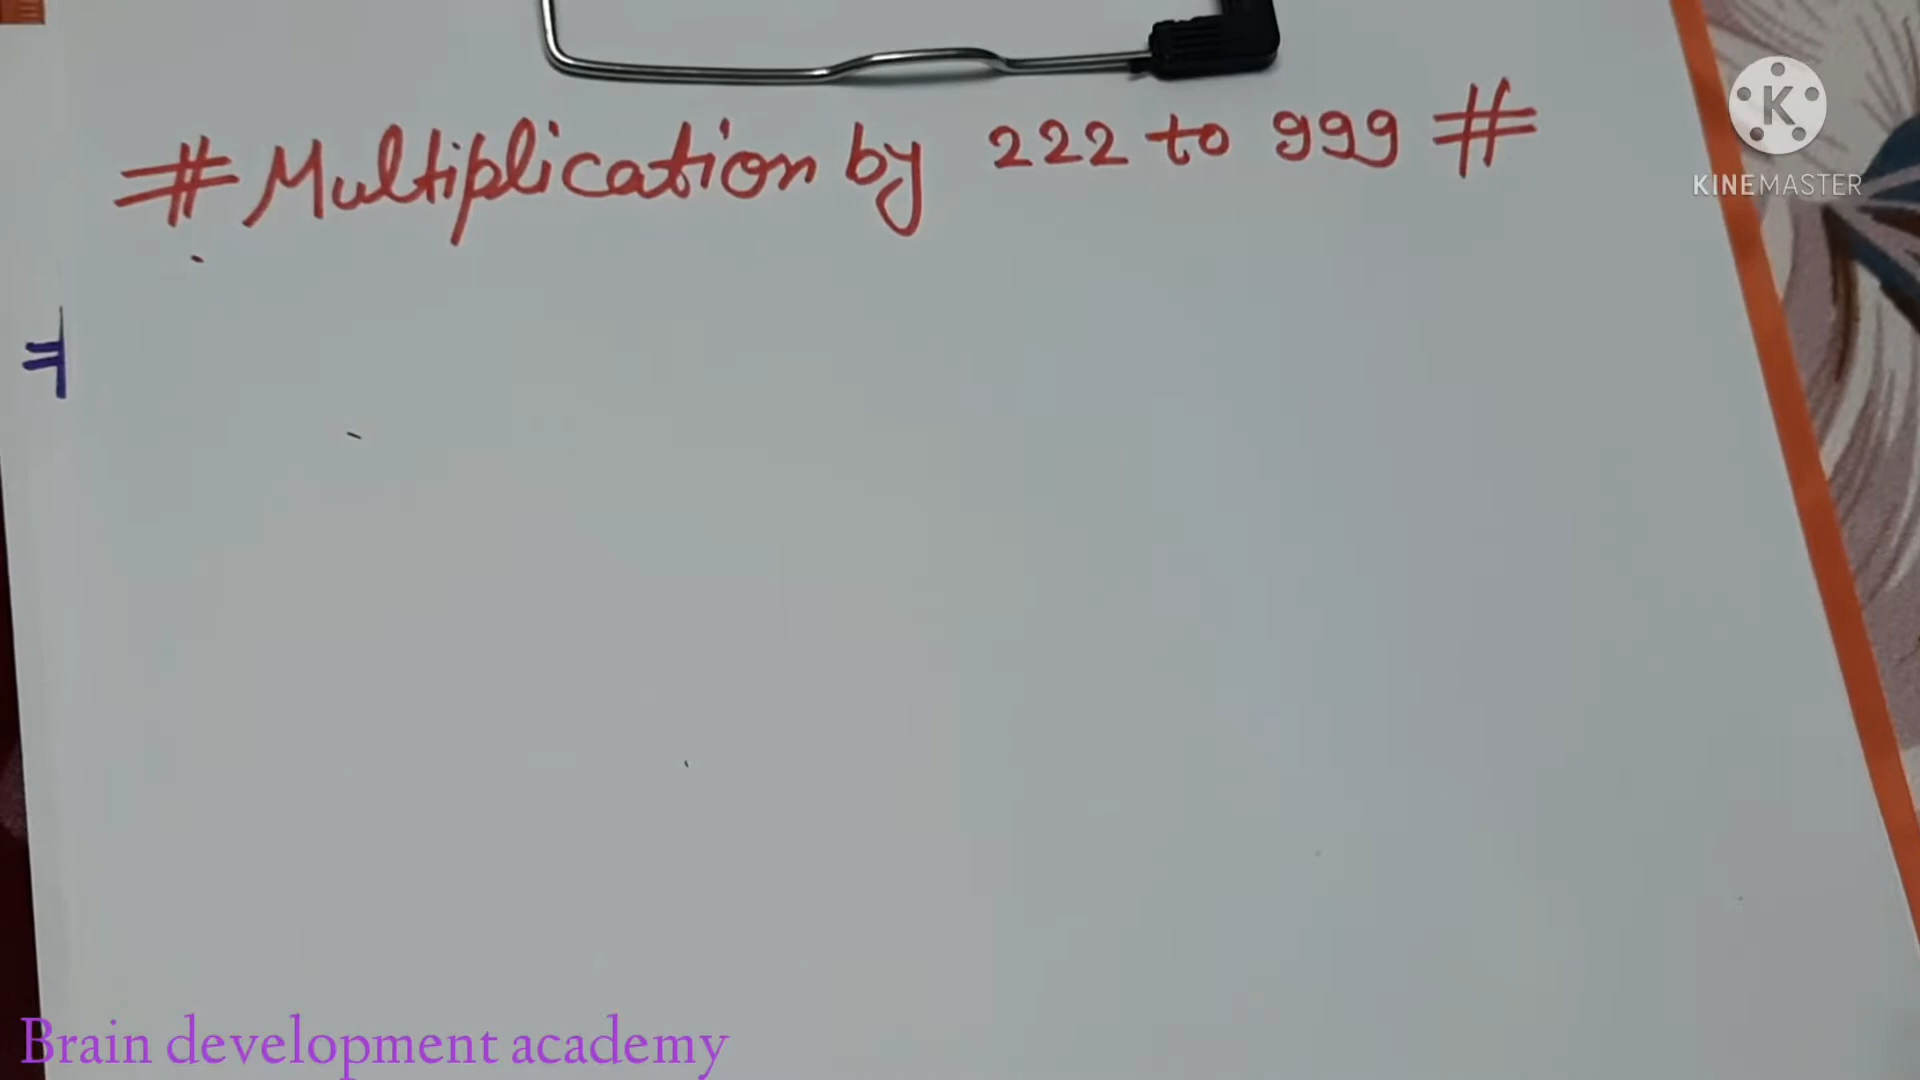 # Multiplication by 222 to 999 #
KINEMASTER
Brain development academy